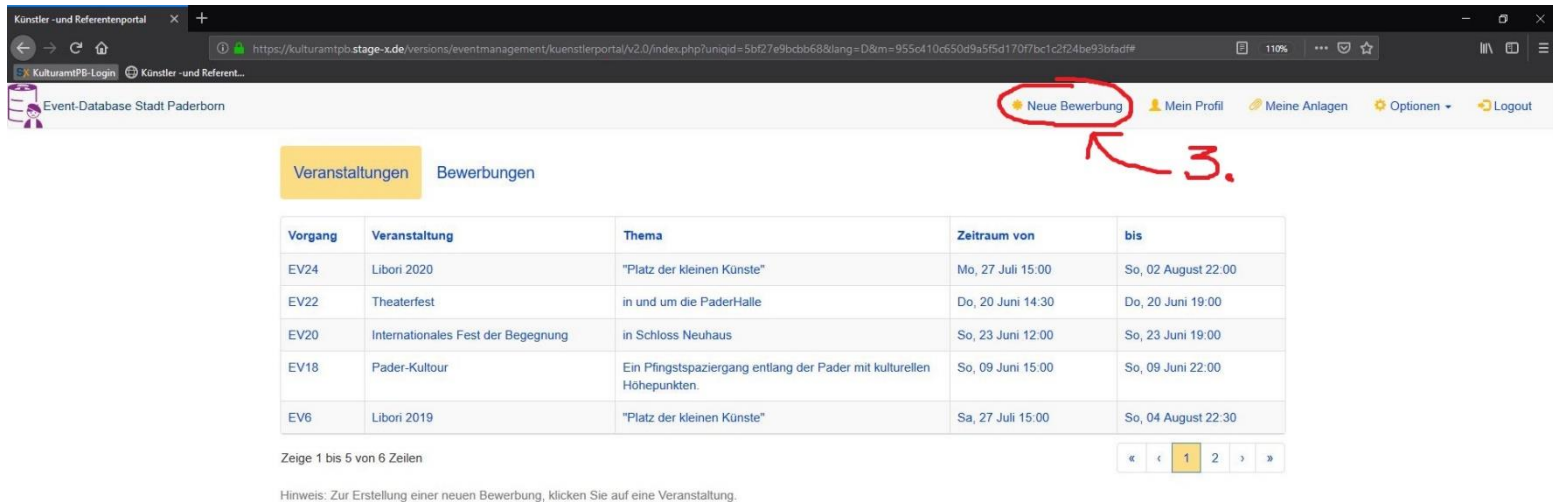 Künstler -und Referentenportal
https://kulturamtpb.stage-x.de/versions/eventmanagement/kuenstlerportal/v2.0/index.php?uniqid=5bf27e9bcbb68&lang=D&m=955c410c650d9a5f5d170f7bc1c2f24be93bfadf#
110%
SX KulturamtPB-Login Künstler -und Referent...
Event-Database Stadt Paderborn Neue Bewerbung Mein Profil Meine Anlagen Optionen Logout
3.
Veranstaltungen Bewerbungen
Vorgang Veranstaltung Thema Zeitraum von bis
EV24 Libori 2020 "Platz der kleinen Künste" Mo, 27 Juli 15:00 So, 02 August 22:00
EV22 Theaterfest in und um die PaderHalle Do, 20 Juni 14:30 Do, 20 Juni 19:00
EV20 Internationales Fest der Begegnung in Schloss Neuhaus So, 23 Juni 12:00 So, 23 Juni 19:00
EV18 Pader-Kultour Ein Pfingstspaziergang entlang der Pader mit kulturellen So, 09 Juni 15:00 So, 09 Juni 22:00
Höhepunkten.
EV6 Libori 2019 "Platz der kleinen Künste" Sa, 27 Juli 15:00 So, 04 August 22:30
Zeige 1 bis 5 von 6 Zeilen « ‹ 1 2 › »
Hinweis: Zur Erstellung einer neuen Bewerbung, klicken Sie auf eine Veranstaltung.